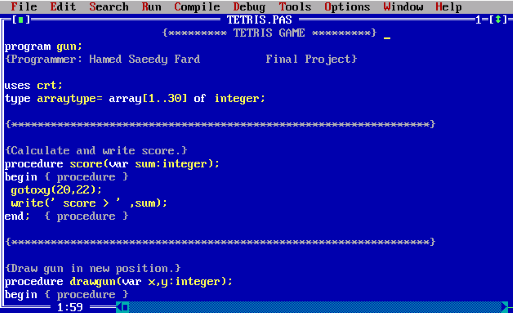 File Edit Search Run Compile Debug Tools Options Window Help
[■] TETRIS.PAS 1-[↕]
{********* TETRIS GAME *********}
program gun;
{Programmer: Hamed Saeedy Fard Final Project}
uses crt;
type arraytype= array[1..30] of integer;
{*****************************************************************}
{Calculate and write score.}
procedure score(var sum:integer);
begin { procedure }
gotoxy(20,22);
write(' score > ' ,sum);
end; { procedure }
{*****************************************************************}
{Draw gun in new position.}
procedure drawgun(var x,y:integer);
begin { procedure }
1:59